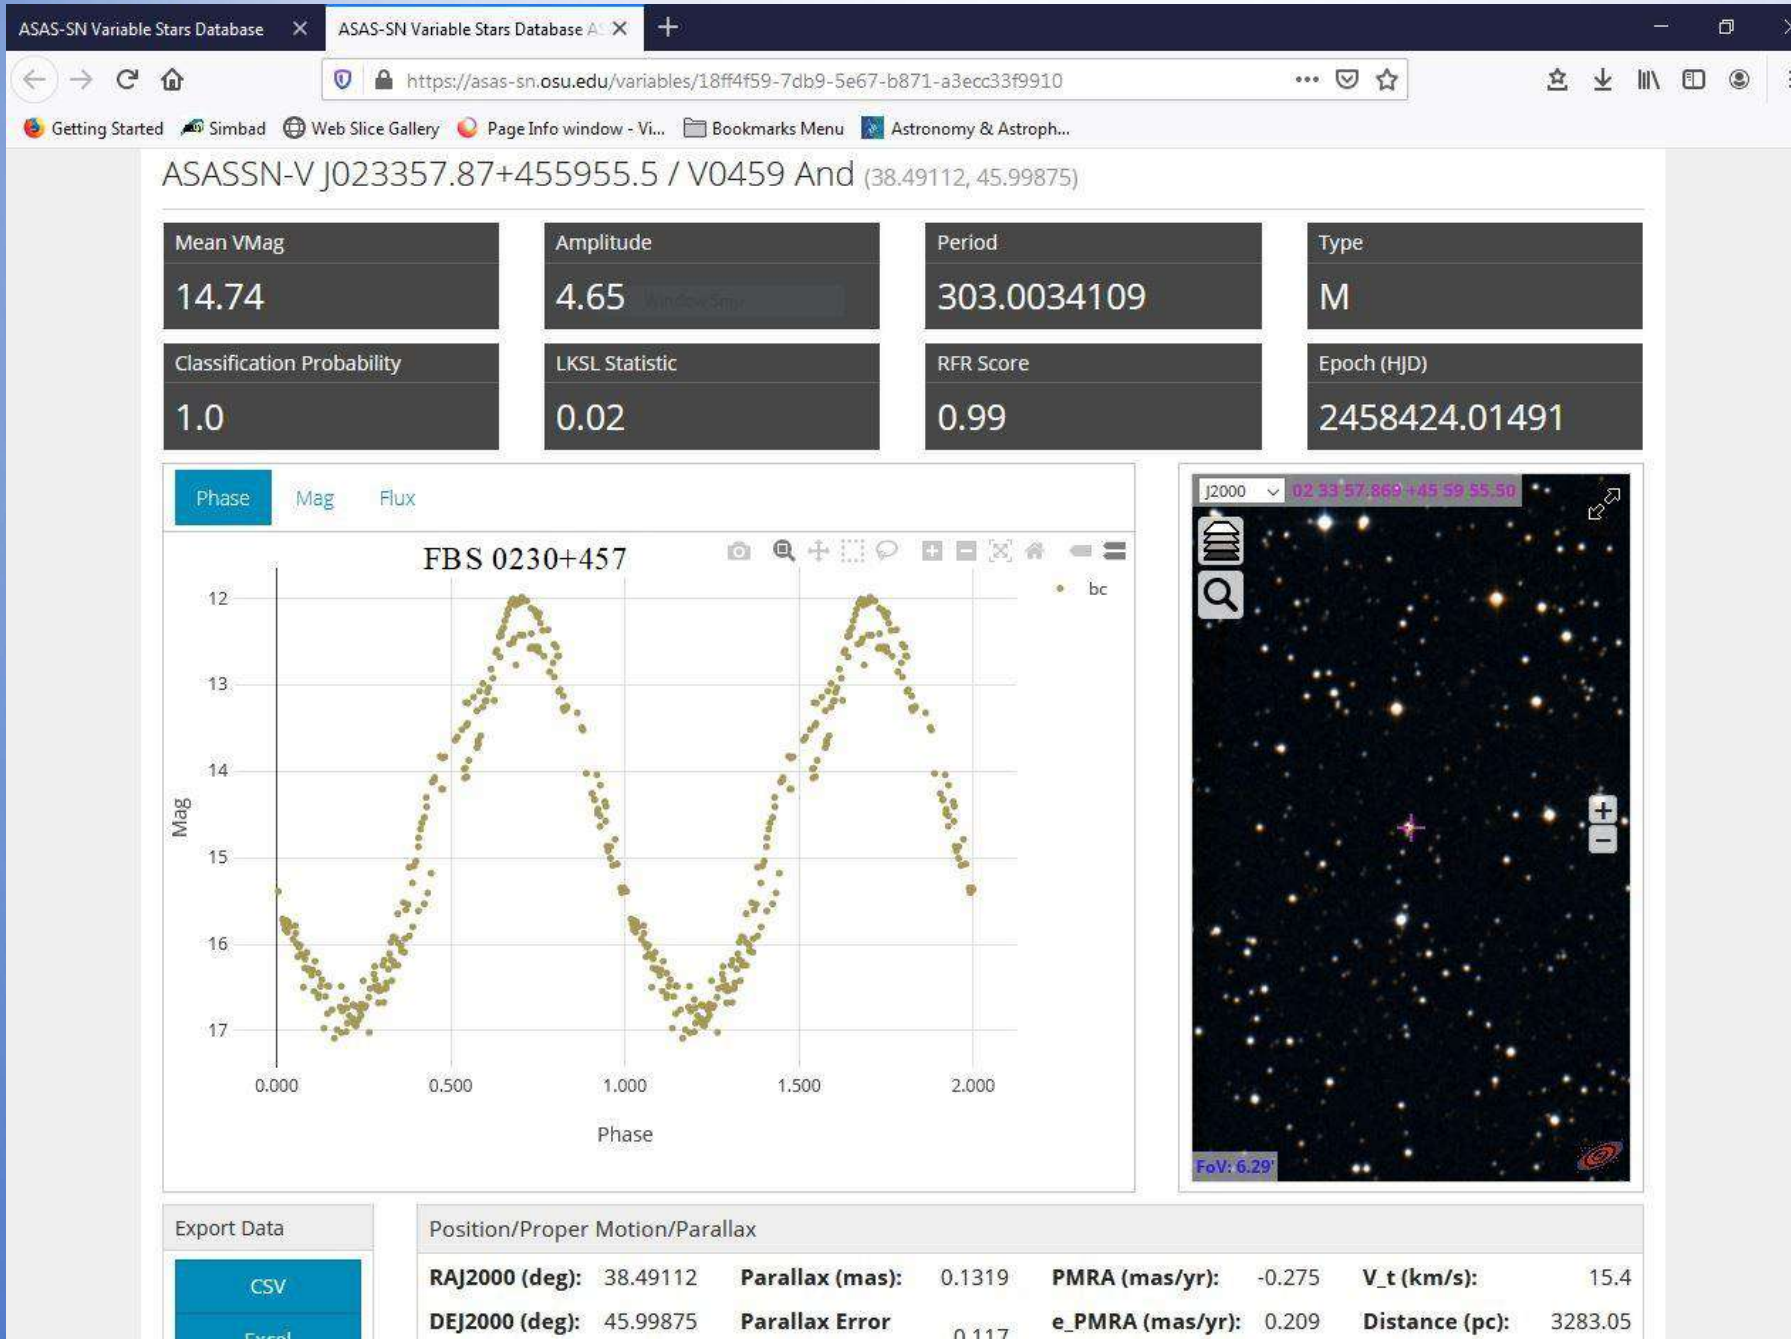 ASAS-SN Variable Stars Database
ASAS-SN Variable Stars Database AS
https://asas-sn.osu.edu/variables/18ff4f59-7db9-5e67-b871-a3ecc33f9910
Getting Started Simbad Web Slice Gallery Page Info window - Vi... Bookmarks Menu Astronomy & Astroph...
ASASSN-V J023357.87+455955.5 / V0459 And (38.49112, 45.99875)
Mean VMag Amplitude Period Type
14.74 4.65 303.0034109 M
Classification Probability LKSL Statistic RFR Score Epoch (HJD)
1.0 0.02 0.99 2458424.01491
Phase Mag Flux
FBS 0230+457
bc
12
13
14
15
16
17
Mag
0.000 0.500 1.000 1.500 2.000
Phase
J2000 02 33 57.869 +45 59 55.50
FoV: 6.29'
Export Data
CSV
Excel
Position/Proper Motion/Parallax
RAJ2000 (deg): 38.49112 Parallax (mas): 0.1319 PMRA (mas/yr): -0.275 V_t (km/s): 15.4
DEJ2000 (deg): 45.99875 Parallax Error 0.117 e_PMRA (mas/yr): 0.209 Distance (pc): 3283.05